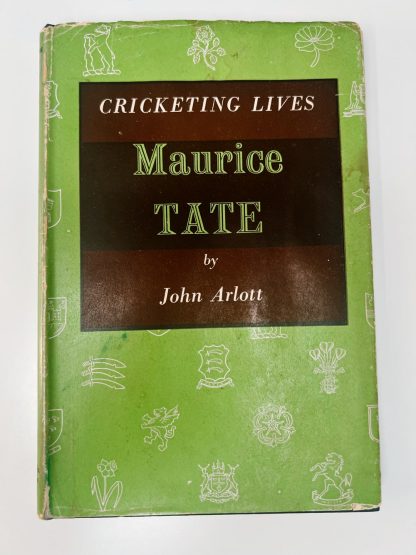 CRICKETING LIVES
Maurice
TATE
by
John Arlott